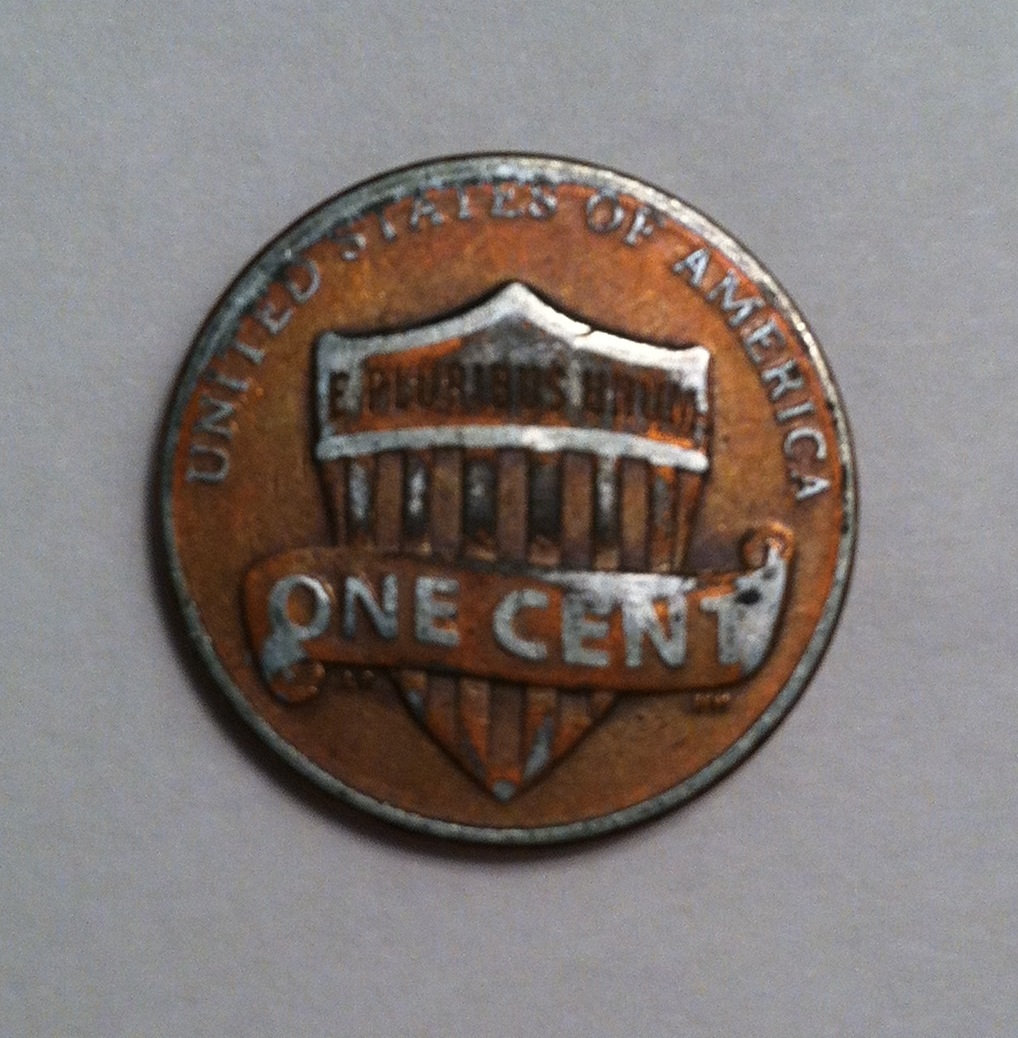 UNITED STATES OF AMERICA
E PLURIBUS UNUM
ONE CENT